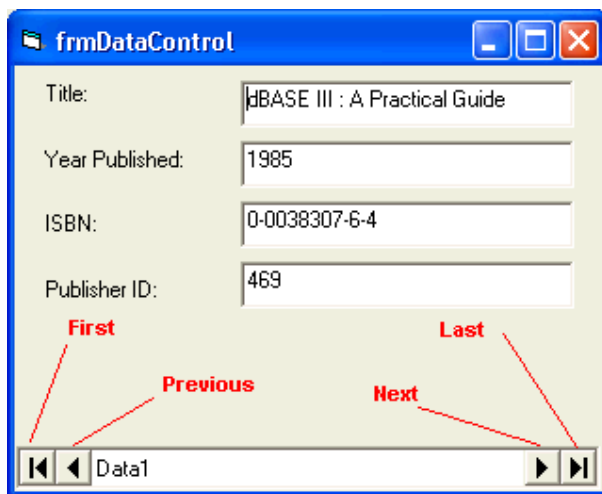 frmDataControl
Title: dBASE III : A Practical Guide
Year Published: 1985
ISBN: 0-0038307-6-4
Publisher ID: 469
First Last
Previous Next
Data1